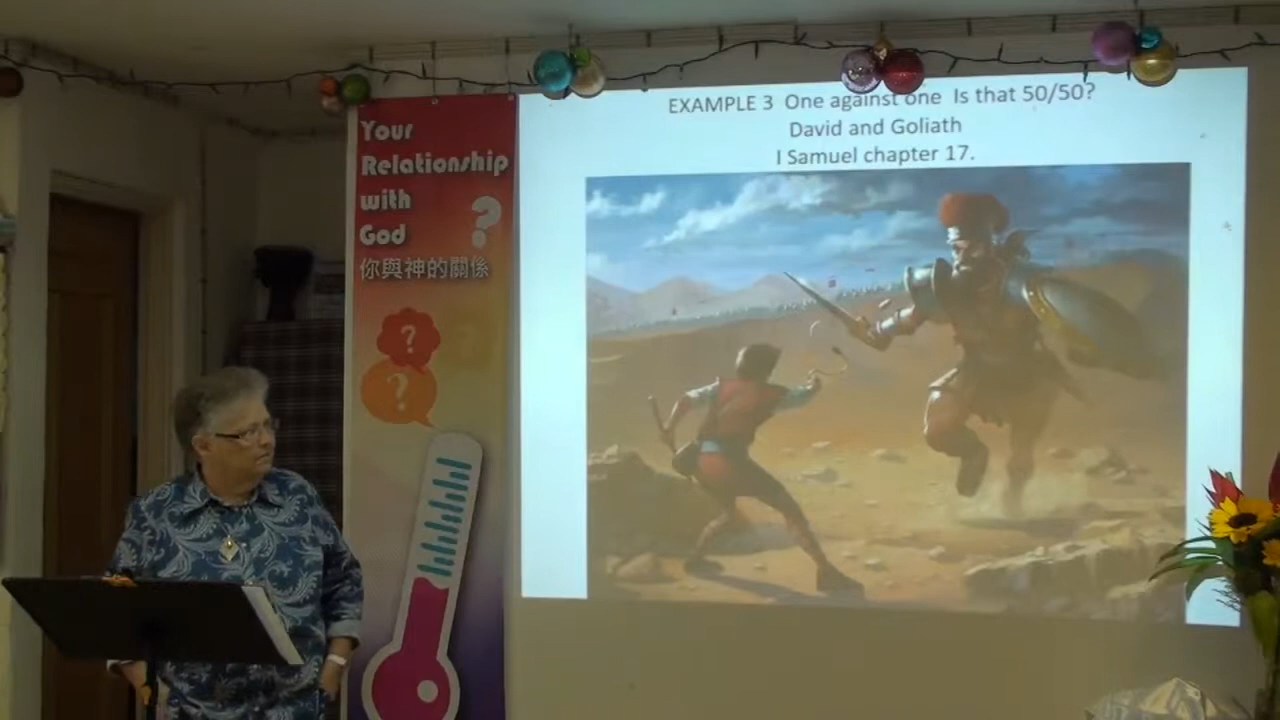 Your
Relationship
with
God
?
你與神的關係
?
?
EXAMPLE 3 One against one Is that 50/50?
David and Goliath
I Samuel chapter 17.